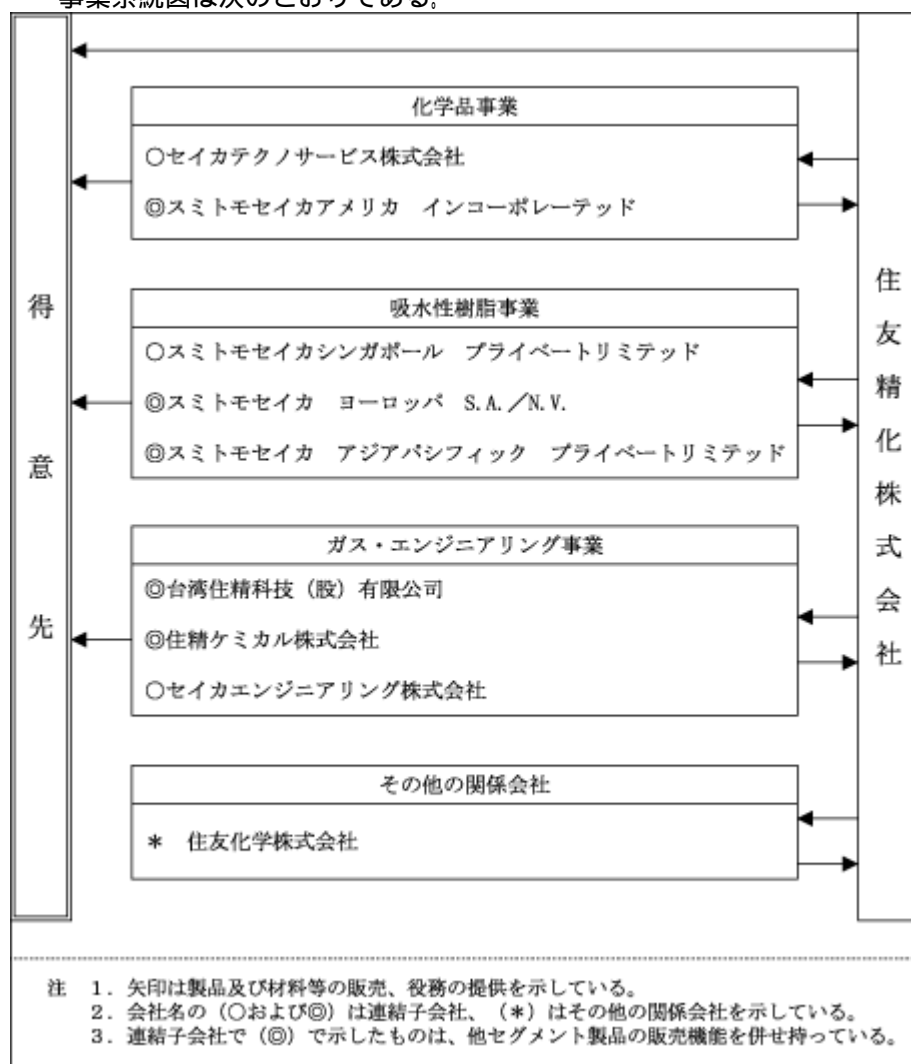 事業系統図は次のとおりである。
化学品事業
○セイカテクノサービス株式会社
◎スミトモセイカアメリカ　インコーポレーテッド
吸水性樹脂事業
○スミトモセイカシンガポール　プライベートリミテッド
◎スミトモセイカ　ヨーロッパ　S.A.／N.V.
◎スミトモセイカ　アジアパシフィック　プライベートリミテッド
ガス・エンジニアリング事業
◎台湾住精科技（股）有限公司
◎住精ケミカル株式会社
○セイカエンジニアリング株式会社
その他の関係会社
＊　住友化学株式会社
得意先
住友精化株式会社
注　1．矢印は製品及び材料等の販売、役務の提供を示している。
2．会社名の（○および◎）は連結子会社、（＊）はその他の関係会社を示している。
3．連結子会社で（◎）で示したものは、他セグメント製品の販売機能を併せ持っている。